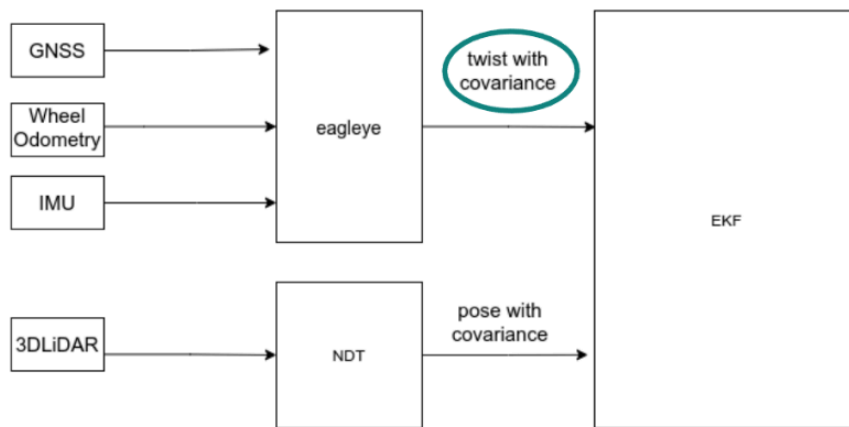 GNSS
Wheel
Odometry
IMU
3DLiDAR
eagleye
NDT
twist with
covariance
pose with
covariance
EKF